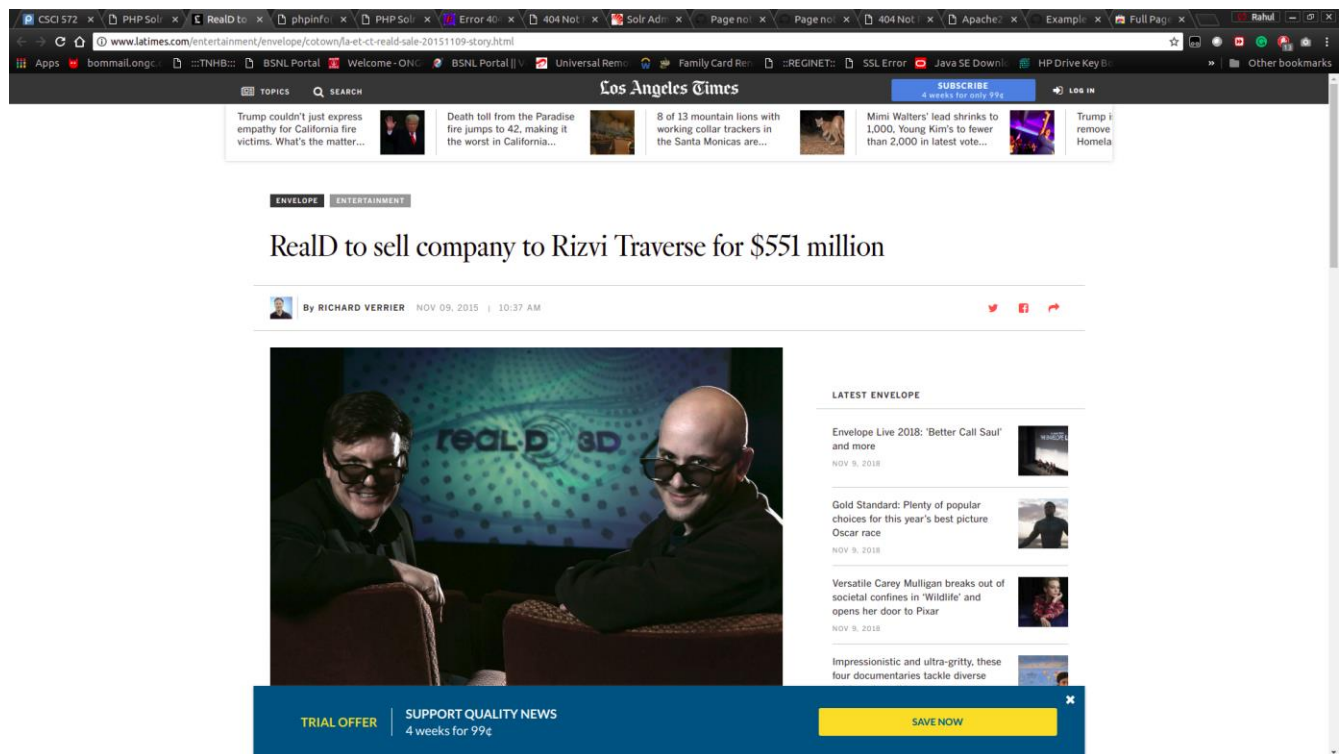 CSCI 572
PHP Solr
RealD to
phpinfo(
PHP Solr
Error 40
404 Not
Solr Adm
Page not
Page not
404 Not
Apache2
Example
Full Page
Rahul
www.latimes.com/entertainment/envelope/cotown/la-et-ct-reald-sale-20151109-story.html
Apps
bommail.ongc.c
:::TNHB:::
BSNL Portal
Welcome-ONG
BSNL Portal || V
Universal Remo
Family Card Ren
::REGINET::
SSL Error
Java SE Downl
HP Drive Key Bo
»
Other bookmarks
TOPICS
SEARCH
Los Angeles Times
SUBSCRIBE
4 weeks for only 99¢
LOG IN
Trump couldn't just express
empathy for California fire
victims. What's the matter...
Death toll from the Paradise
fire jumps to 42, making it
the worst in California...
8 of 13 mountain lions with
working collar trackers in
the Santa Monicas are...
Mimi Walters' lead shrinks to
1,000, Young Kim's to fewer
than 2,000 in latest vote...
Trump i
remove
Homela
ENVELOPE ENTERTAINMENT
RealD to sell company to Rizvi Traverse for $551 million
By RICHARD VERRIER NOV 09, 2015 | 10:37 AM
REAL D 3D
LATEST ENVELOPE
Envelope Live 2018: 'Better Call Saul'
and more
NOV 9, 2018
Gold Standard: Plenty of popular
choices for this year's best picture
Oscar race
NOV 9, 2018
Versatile Carey Mulligan breaks out of
societal confines in 'Wildlife' and
opens her door to Pixar
NOV 9, 2018
Impressionistic and ultra-gritty, these
four documentaries tackle diverse
TRIAL OFFER
SUPPORT QUALITY NEWS
4 weeks for 99¢
SAVE NOW